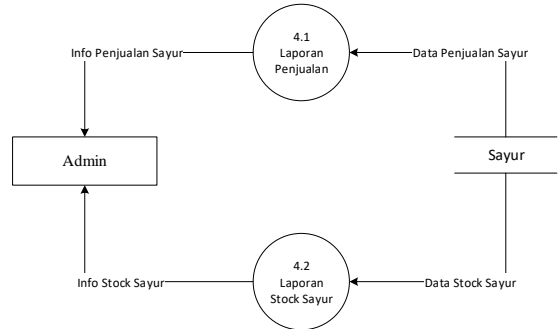 4.1
Laporan
Penjualan
Info Penjualan Sayur
Data Penjualan Sayur
Admin
Sayur
4.2
Laporan
Stock Sayur
Info Stock Sayur
Data Stock Sayur